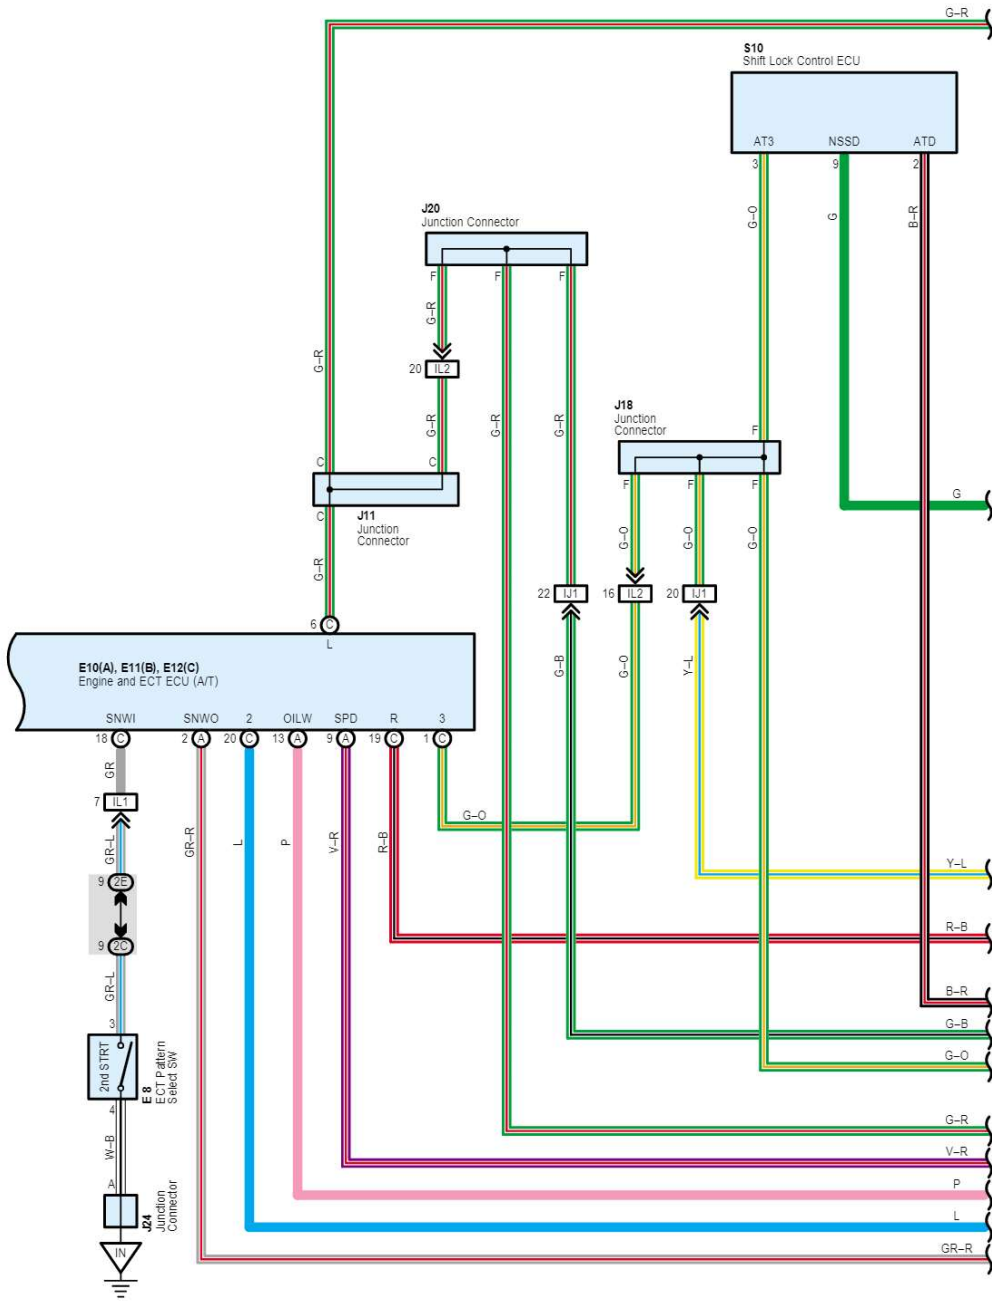 G–R
S10
Shift Lock Control ECU
AT3
NSSD
ATD
3
9
2
G–O
G
B–R
J20
Junction Connector
F
F
F
G–R
20
IL2
G–R
G–R
G–R
G–R
J18
Junction
Connector
F
C
C
F
F
F
C
J11
Junction
Connector
G
G–R
G–O
G–O
G–O
22
IJ1
16
IL2
20
IJ1
6
C
L
G–B
G–O
Y–L
E10(A), E11(B), E12(C)
Engine and ECT ECU (A/T)
SNWI
SNWO
2
OILW
SPD
R
3
18
C
2
A
20
C
13
A
9
A
19
C
1
C
GR
7
IL1
G–O
GR–L
GR–R
L
P
V–R
R–B
9
2E
Y–L
R–B
9
2C
GR–L
B–R
3
G–B
2nd STRT
E 8
ECT Pattern
Select SW
G–O
4
W–B
G–R
V–R
A
J24
Junction
Connector
P
L
IN
GR–R